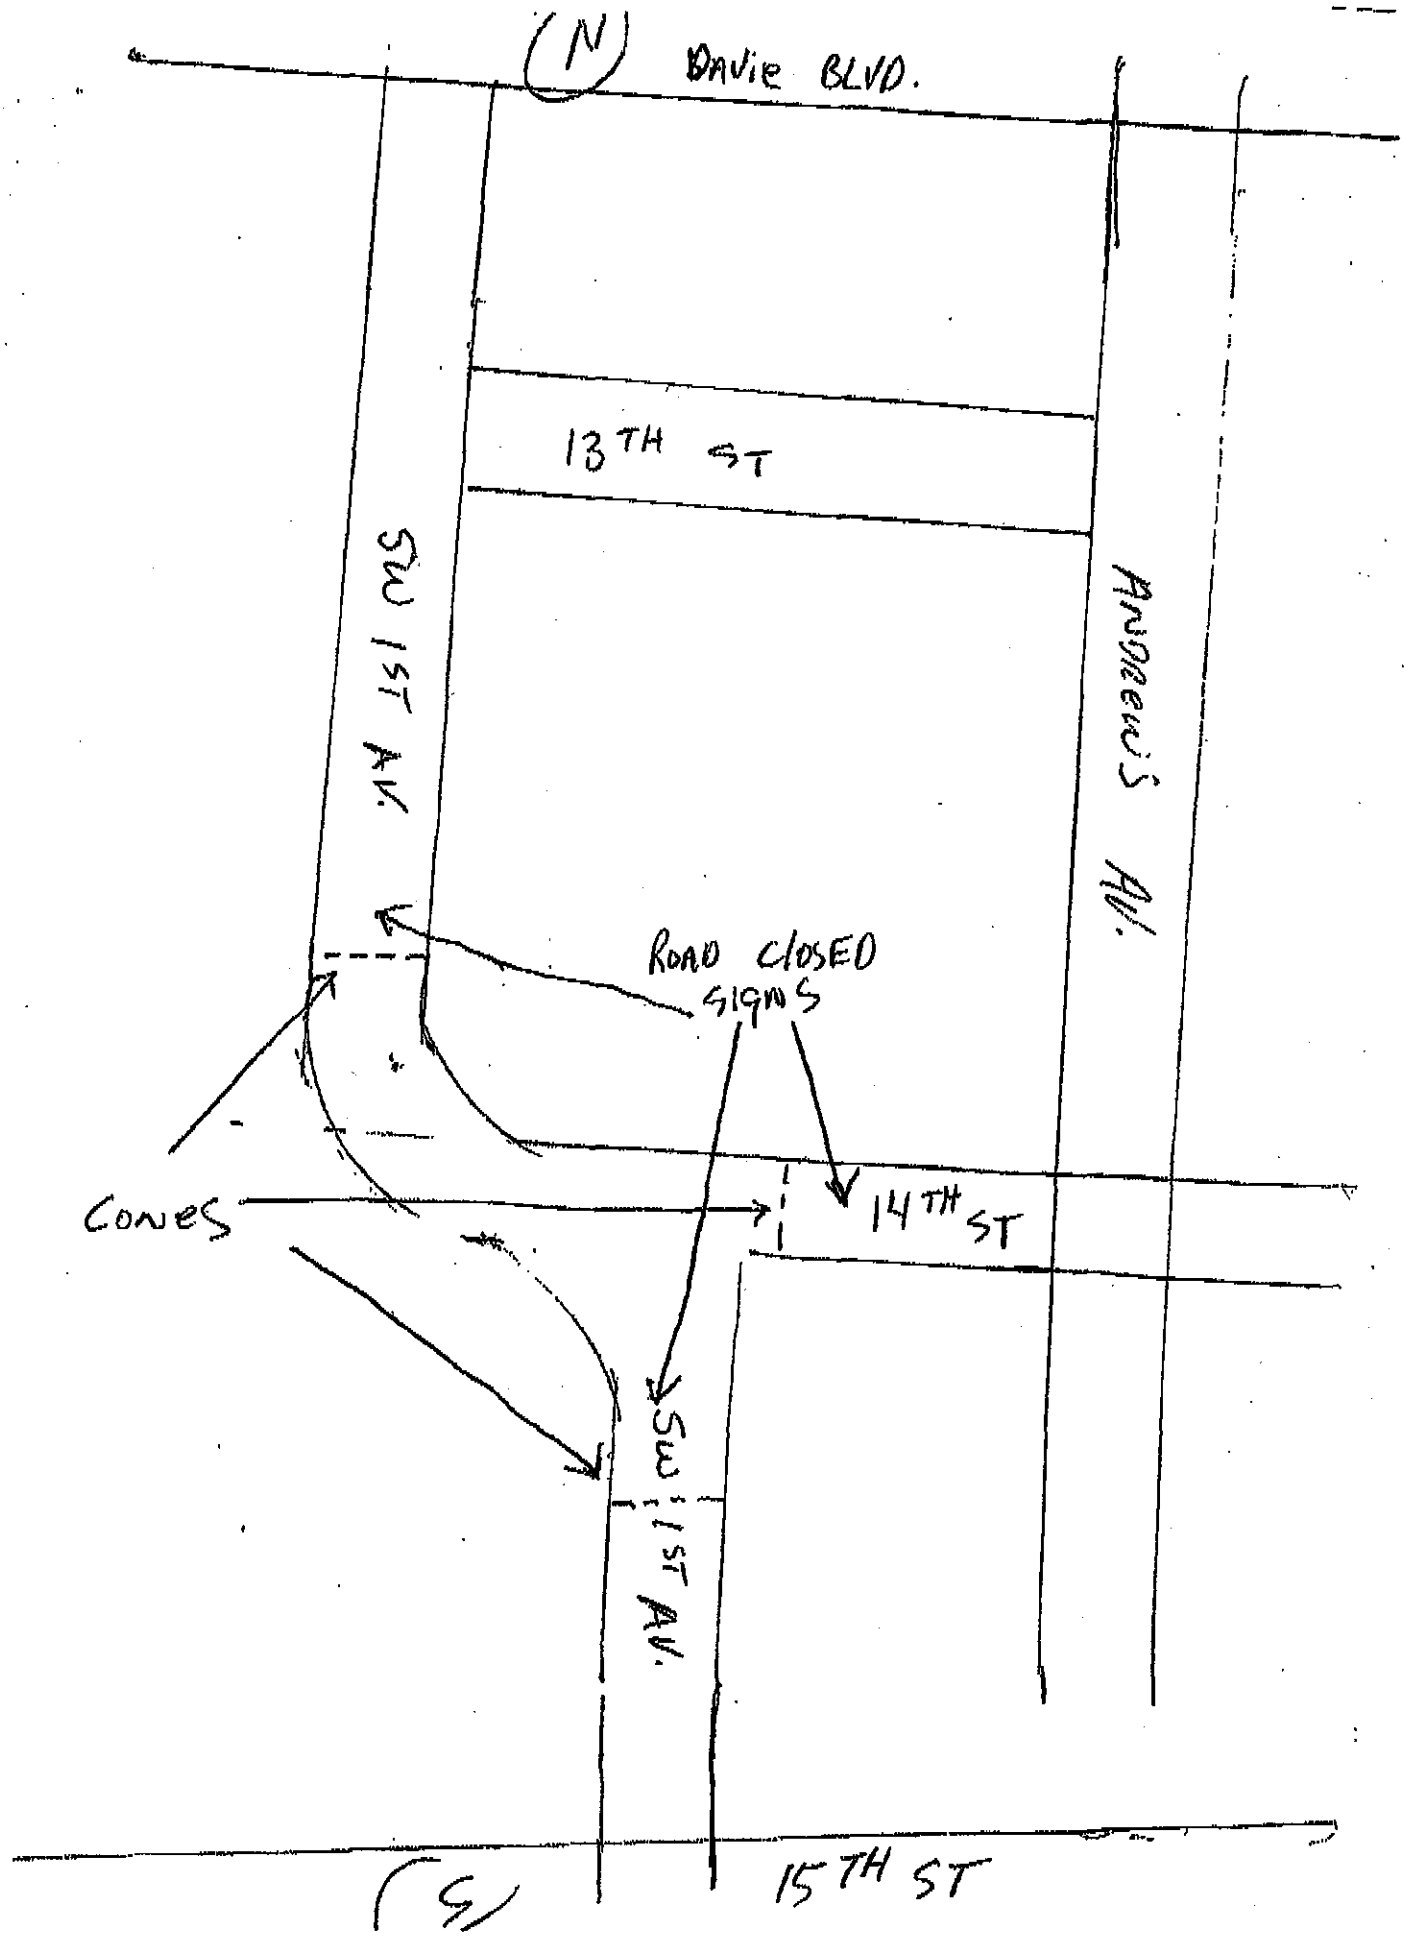 N
DAVIE BLVD.
13TH ST
SW 1ST AV.
ANDREWS AV.
ROAD CLOSED
SIGNS
14TH ST
CONES
SW 1ST AV.
15TH ST
S